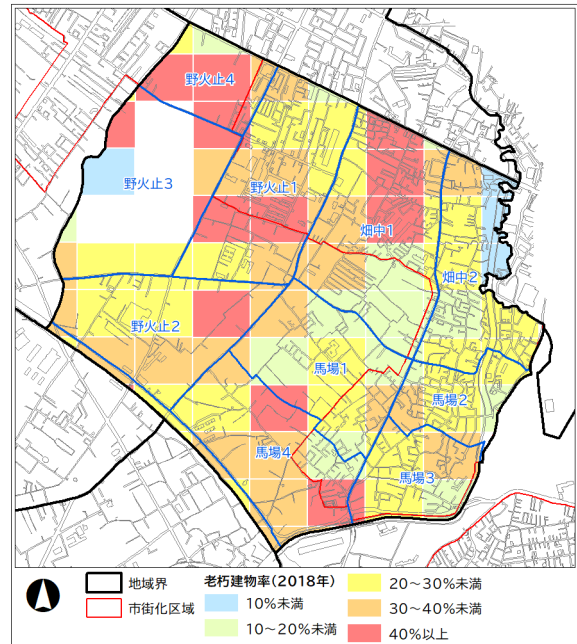 野火止4
野火止3
野火止1
畑中1
畑中2
野火止2
馬場1
馬場2
馬場4
馬場3
地域界
市街化区域
老朽建物率(2018年)
10%未満
10～20%未満
20～30%未満
30～40%未満
40%以上